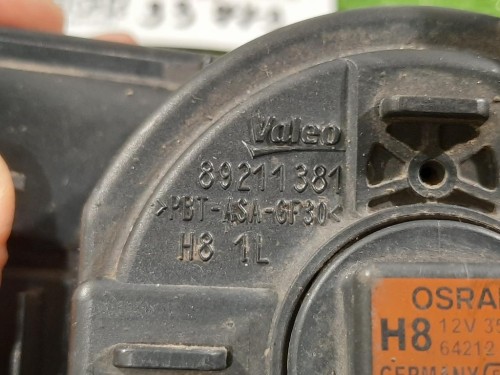 Valeo
89211381
>PBT-ASA-GF30<
H8 1L
OSRA
H8 12V 35
64212
GERMANY